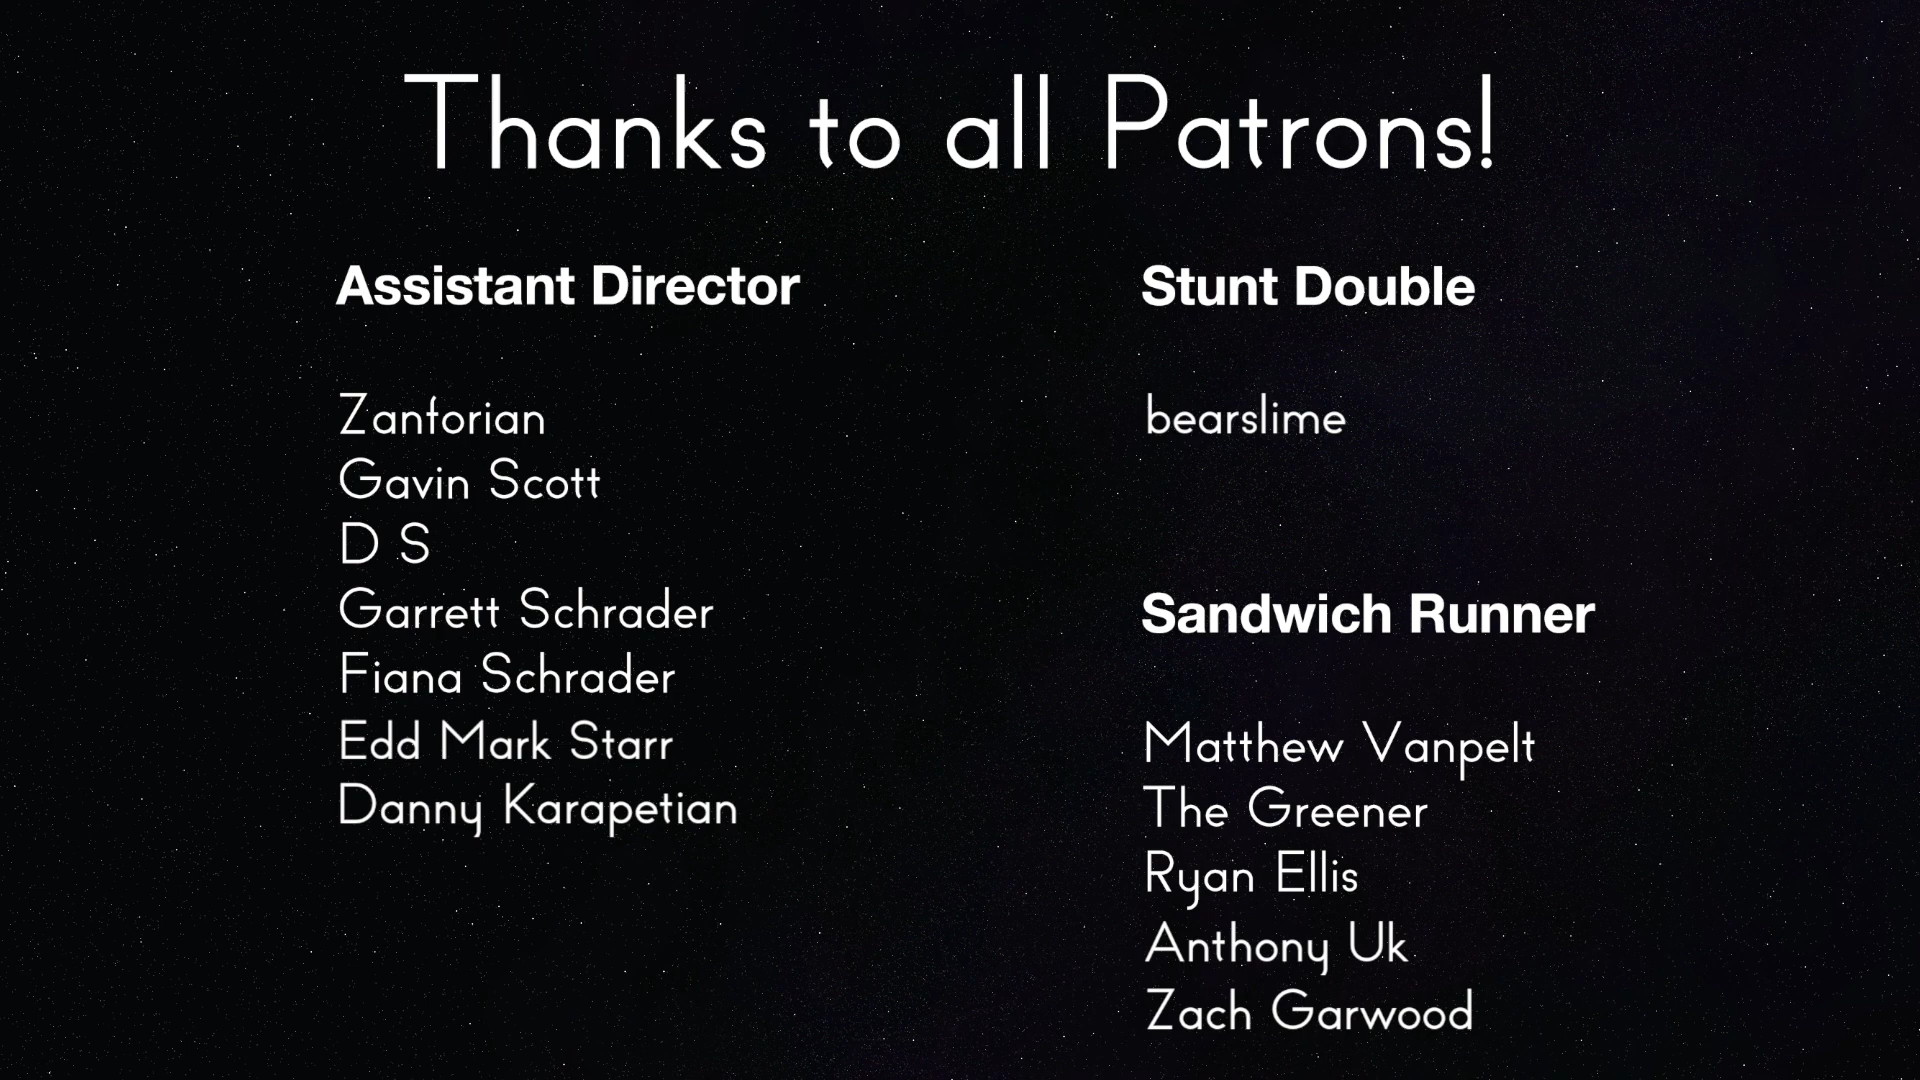 Thanks to all Patrons!
Assistant Director
Zanforian
Gavin Scott
D S
Garrett Schrader
Fiana Schrader
Edd Mark Starr
Danny Karapetian
Stunt Double
bearslime
Sandwich Runner
Matthew Vanpelt
The Greener
Ryan Ellis
Anthony Uk
Zach Garwood